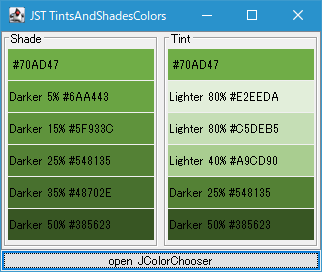 JST TintsAndShadesColors
Shade
#70AD47
Darker 5% #6AA443
Darker 15% #5F933C
Darker 25% #548135
Darker 35% #48702E
Darker 50% #385623
Tint
#70AD47
Lighter 80% #E2EEDA
Lighter 80% #C5DEB5
Lighter 40% #A9CD90
Darker 25% #548135
Darker 50% #385623
open JColorChooser